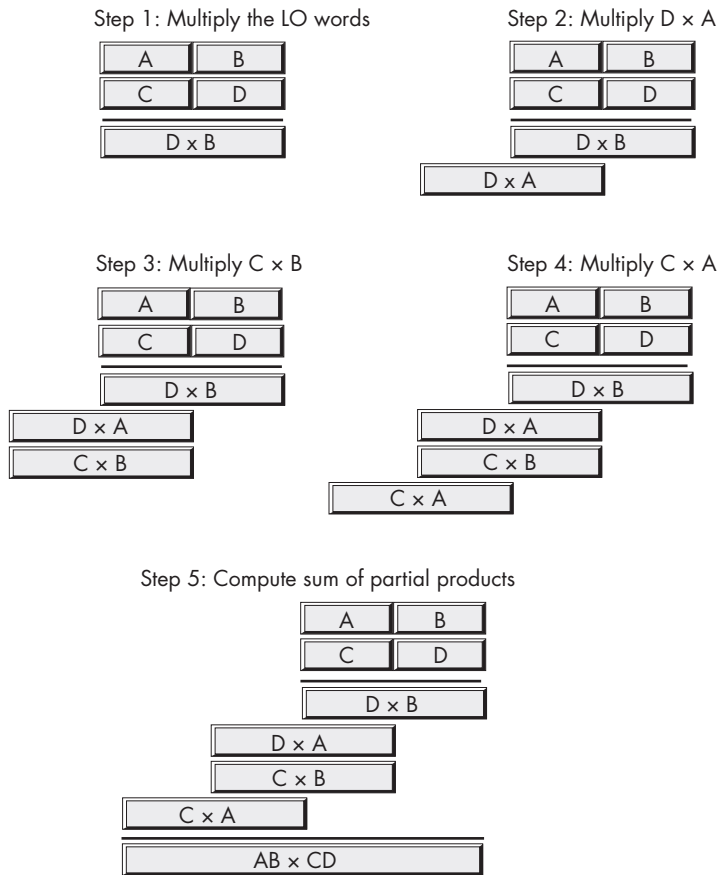 Step 1: Multiply the LO words
A B
C D
D x B
Step 2: Multiply D × A
A B
C D
D x B
D x A
Step 3: Multiply C × B
A B
C D
D × B
D × A
C × B
Step 4: Multiply C × A
A B
C D
D × B
D × A
C × B
C × A
Step 5: Compute sum of partial products
A B
C D
D × B
D × A
C × B
C × A
AB × CD